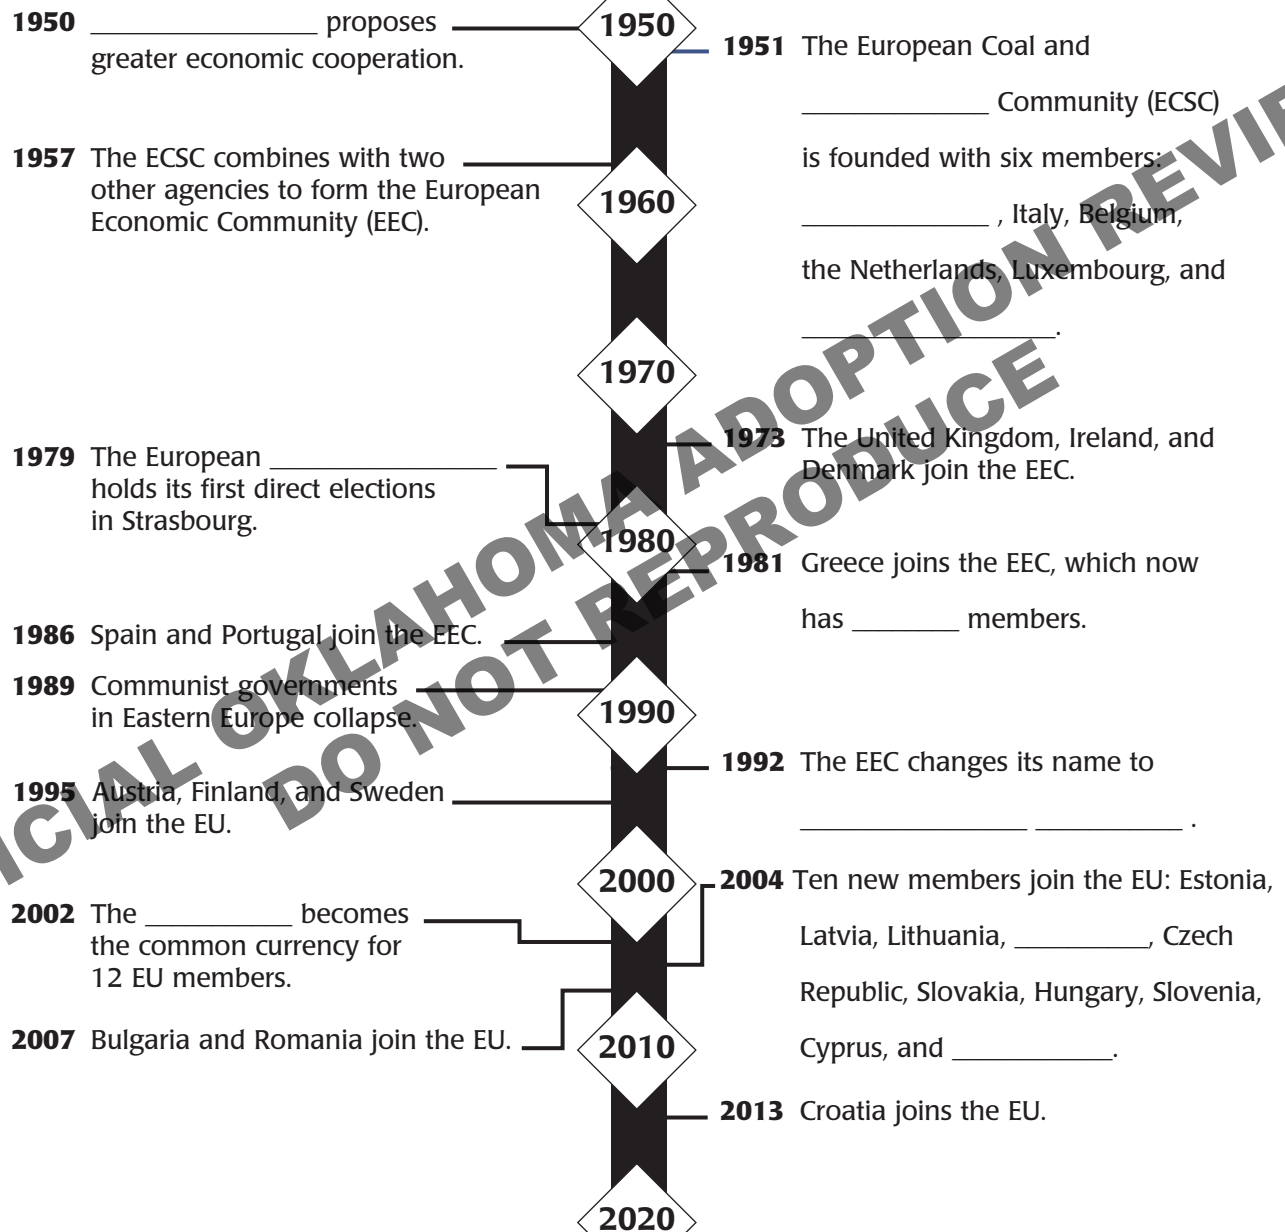 1950 ____________________ proposes
greater economic cooperation.
1950
1951 The European Coal and
________________ Community (ECSC)
is founded with six members:
________________ , Italy, Belgium,
the Netherlands, Luxembourg, and
______________________.
1957 The ECSC combines with two
other agencies to form the European
Economic Community (EEC).
1960
1970
1973 The United Kingdom, Ireland, and
Denmark join the EEC.
1979 The European ____________________
holds its first direct elections
in Strasbourg.
1980
1981 Greece joins the EEC, which now
has _________ members.
1986 Spain and Portugal join the EEC.
1989 Communist governments
in Eastern Europe collapse.
1990
1992 The EEC changes its name to
____________________ _____________ .
1995 Austria, Finland, and Sweden
join the EU.
2000
2002 The _____________ becomes
the common currency for
12 EU members.
2004 Ten new members join the EU: Estonia,
Latvia, Lithuania, ____________, Czech
Republic, Slovakia, Hungary, Slovenia,
Cyprus, and ______________.
2007 Bulgaria and Romania join the EU.
2010
2013 Croatia joins the EU.
2020
OKLAHOMA ADOPTION
DO NOT REPRODUCE